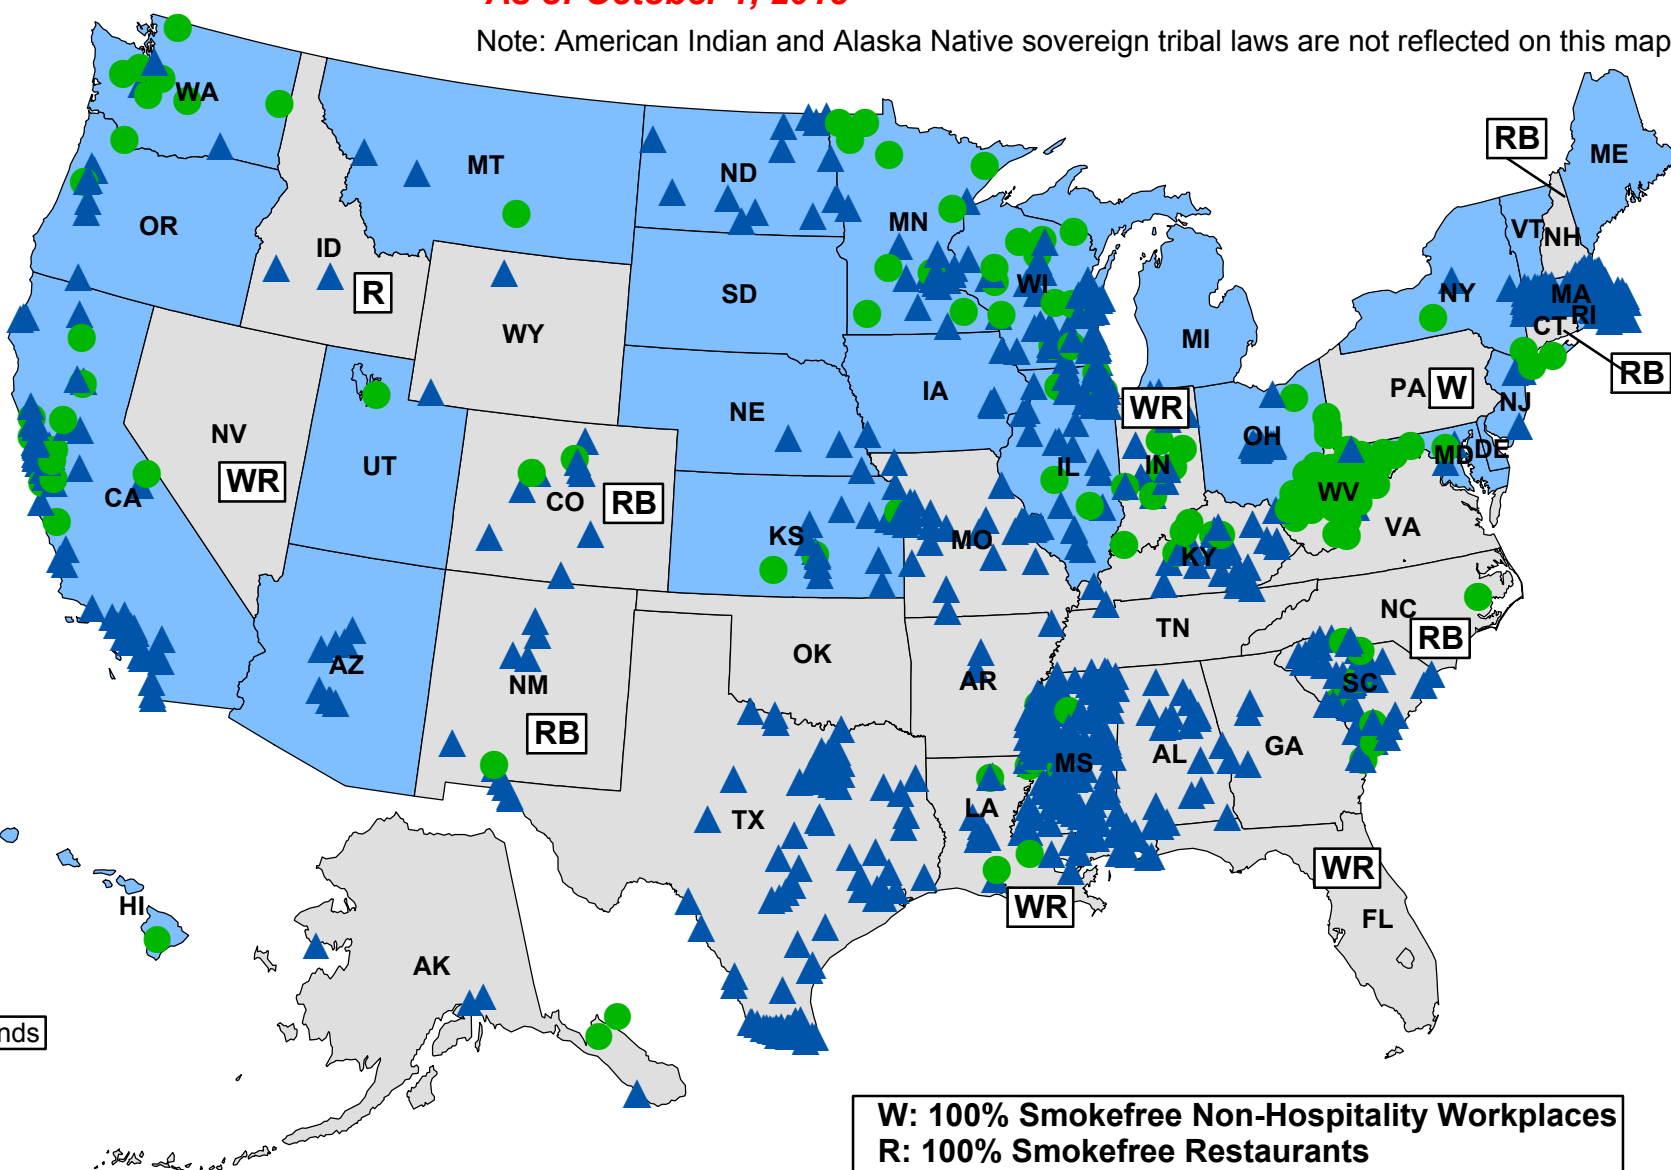 Note: American Indian and Alaska Native sovereign tribal laws are not reflected on this map
RB
ME
WA
MT
ND
MN
VT
NH
OR
ID
R
SD
WI
NY
MA
RI
CT
WY
MI
RB
IA
PA
W
NJ
NE
WR
NV
OH
UT
IL
IN
MD
DE
WR
CA
CO
RB
WV
KS
MO
VA
KY
NC
TN
RB
OK
AZ
NM
AR
SC
RB
MS
AL
GA
TX
LA
WR
HI
WR
FL
AK
nds
W: 100% Smokefree Non-Hospitality Workplaces
R: 100% Smokefree Restaurants